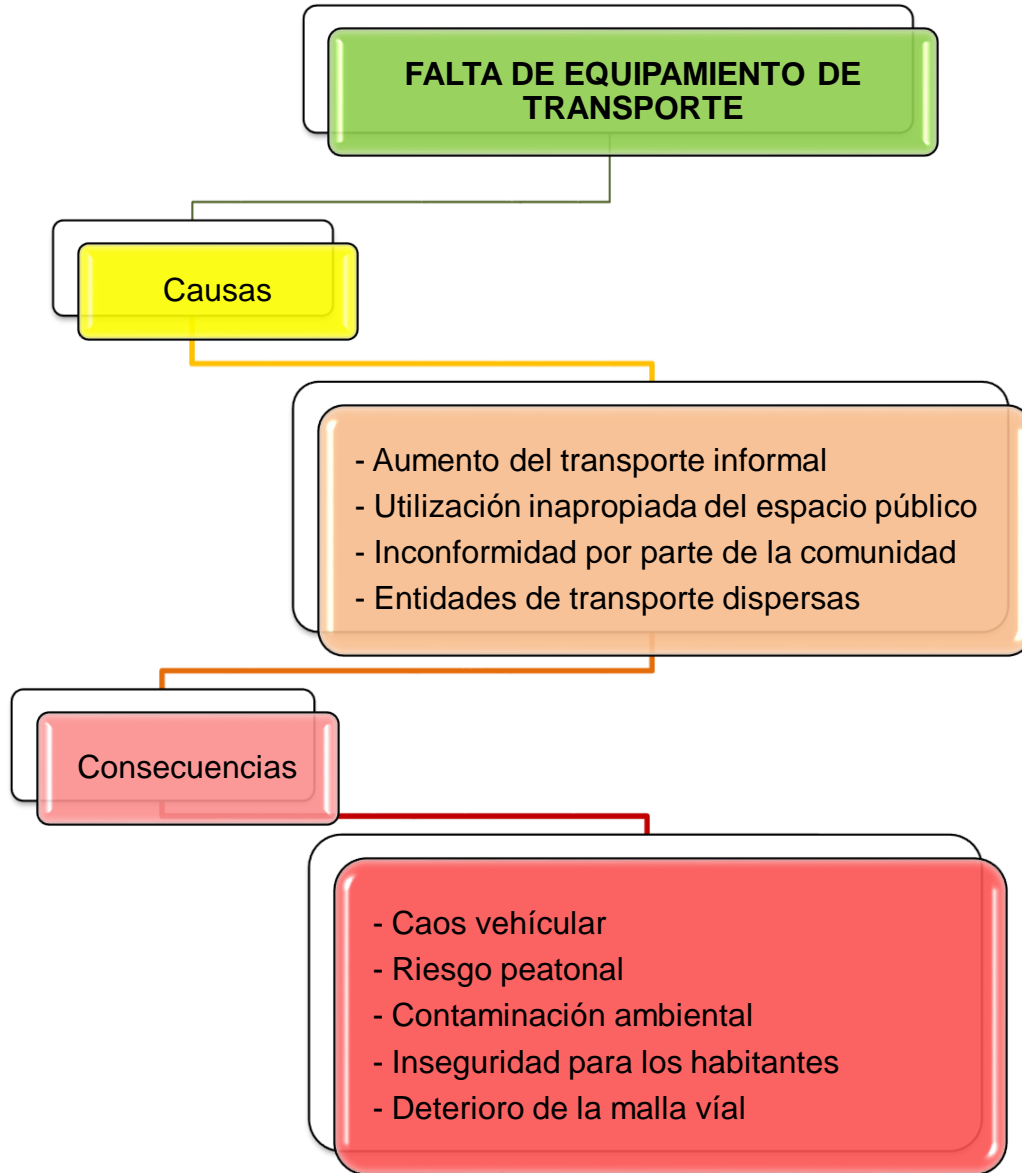 FALTA DE EQUIPAMIENTO DE
TRANSPORTE
Causas
- Aumento del transporte informal
- Utilización inapropiada del espacio público
- Inconformidad por parte de la comunidad
- Entidades de transporte dispersas
Consecuencias
- Caos vehícular
- Riesgo peatonal
- Contaminación ambiental
- Inseguridad para los habitantes
- Deterioro de la malla víal